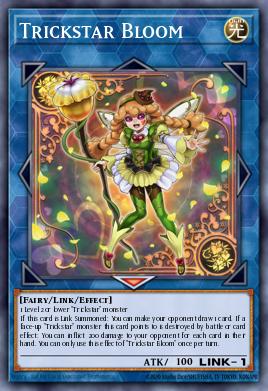 TRICKSTAR BLOOM
光
[Fairy/Link/Effect]
1 Level 2 or lower "Trickstar" monster
If this card is Link Summoned: You can make your opponent draw 1 card. If a
face-up "Trickstar" monster this card points to is destroyed by battle or card
effect: You can inflict 200 damage to your opponent for each card in their
hand. You can only use this effect of "Trickstar Bloom" once per turn.
ATK/ 100 LINK-1